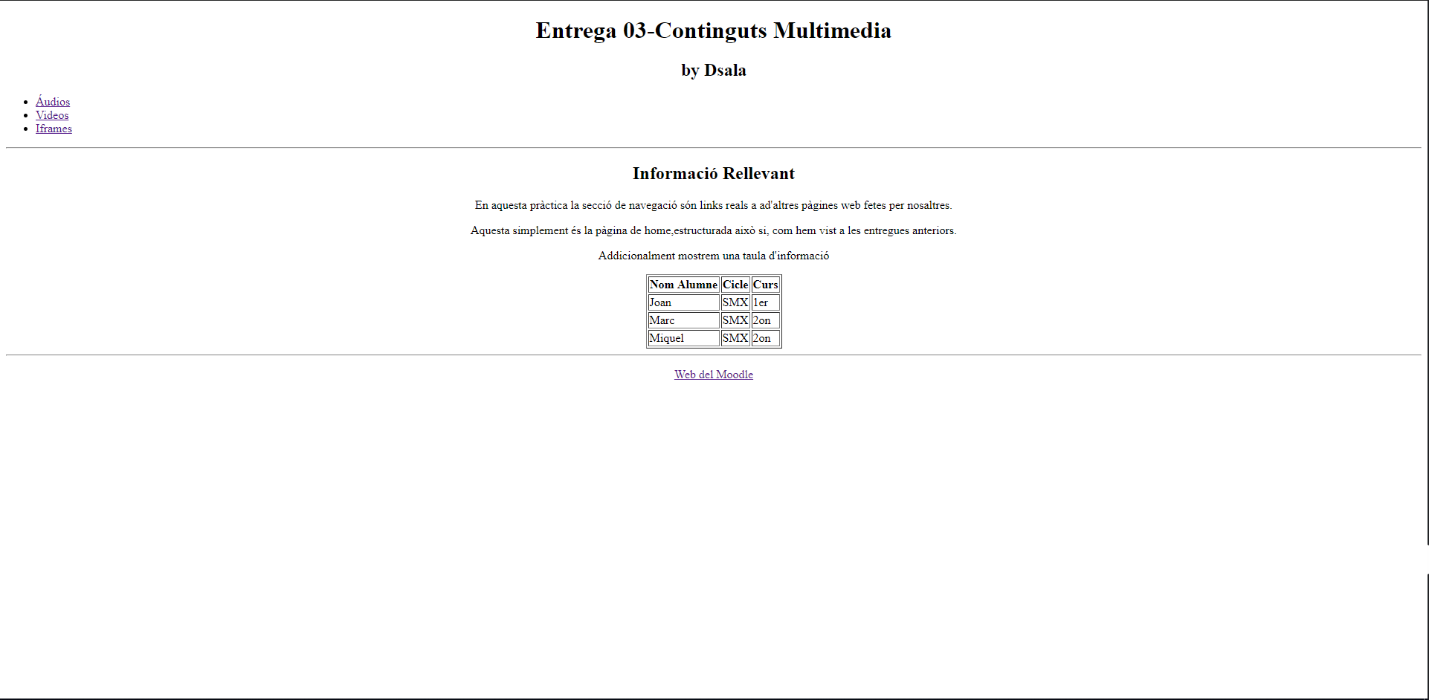 Entrega 03-Continguts Multimedia
by Dsala
Áudios
Videos
Iframes
Informació Rellevant
En aquesta pràctica la secció de navegació són links reals a ad'altres pàgines web fetes per nosaltres.
Aquesta simplement és la pàgina de home,estructurada això si, com hem vist a les entregues anteriors.
Addicionalment mostrem una taula d'informació
Nom Alumne Cicle Curs
Joan SMX 1er
Marc SMX 2on
Miquel SMX 2on
Web del Moodle